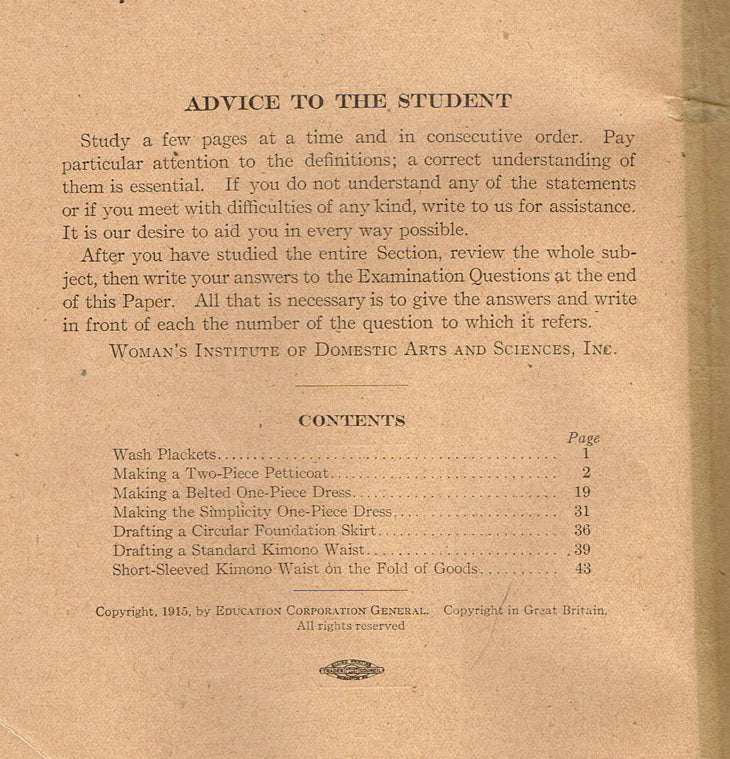 ADVICE TO THE STUDENT
Study a few pages at a time and in consecutive order. Pay
particular attention to the definitions; a correct understanding of
them is essential. If you do not understand any of the statements
or if you meet with difficulties of any kind, write to us for assistance.
It is our desire to aid you in every way possible.
After you have studied the entire Section, review the whole sub-
ject, then write your answers to the Examination Questions at the end
of this Paper. All that is necessary is to give the answers and write
in front of each the number of the question to which it refers.
WOMAN'S INSTITUTE OF DOMESTIC ARTS AND SCIENCES, INC.
CONTENTS
Page
Wash Plackets 1
Making a Two-Piece Petticoat 2
Making a Belted One-Piece Dress 19
Making the Simplicity One-Piece Dress 31
Drafting a Circular Foundation Skirt 36
Drafting a Standard Kimono Waist 39
Short-Sleeved Kimono Waist on the Fold of Goods 43
Copyright, 1915, by EDUCATION CORPORATION GENERAL. Copyright in Great Britain.
All rights reserved
ALLIED PRINTING
TRADES COUNCIL